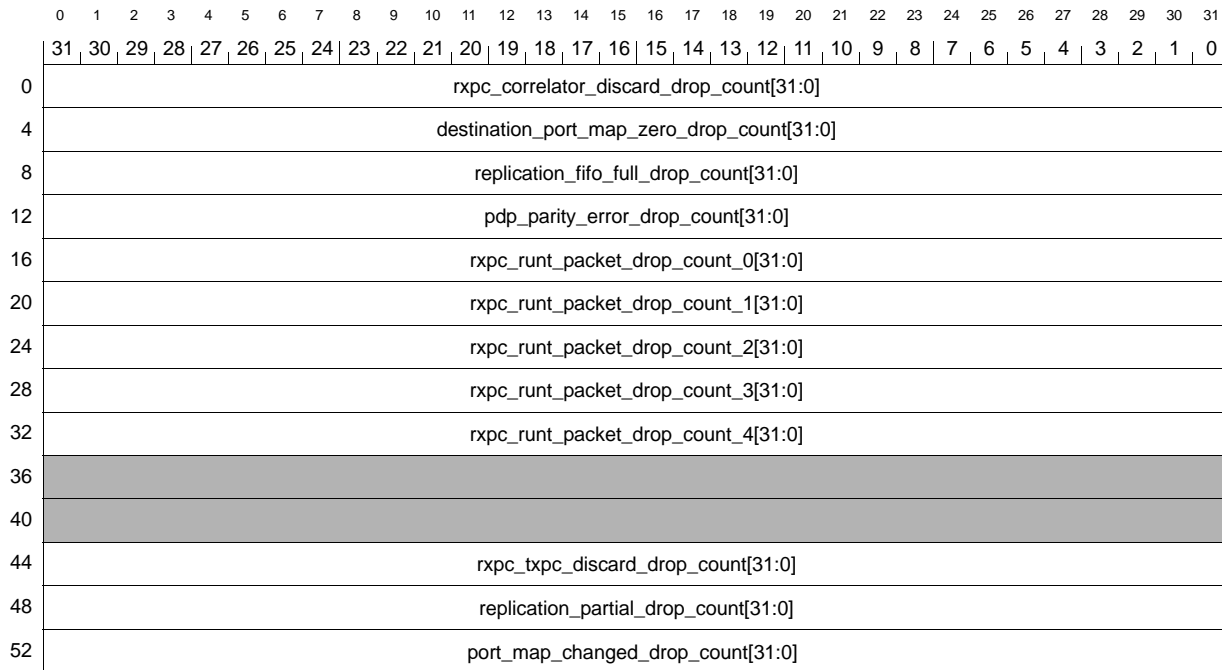 0 1 2 3 4 5 6 7 8 9 10 11 12 13 14 15 16 17 18 19 20 21 22 23 24 25 26 27 28 29 30 31
31 30 29 28 27 26 25 24 23 22 21 20 19 18 17 16 15 14 13 12 11 10 9 8 7 6 5 4 3 2 1 0
0 rxpc_correlator_discard_drop_count[31:0]
4 destination_port_map_zero_drop_count[31:0]
8 replication_fifo_full_drop_count[31:0]
12 pdp_parity_error_drop_count[31:0]
16 rxpc_runt_packet_drop_count_0[31:0]
20 rxpc_runt_packet_drop_count_1[31:0]
24 rxpc_runt_packet_drop_count_2[31:0]
28 rxpc_runt_packet_drop_count_3[31:0]
32 rxpc_runt_packet_drop_count_4[31:0]
36
40
44 rxpc_txpc_discard_drop_count[31:0]
48 replication_partial_drop_count[31:0]
52 port_map_changed_drop_count[31:0]